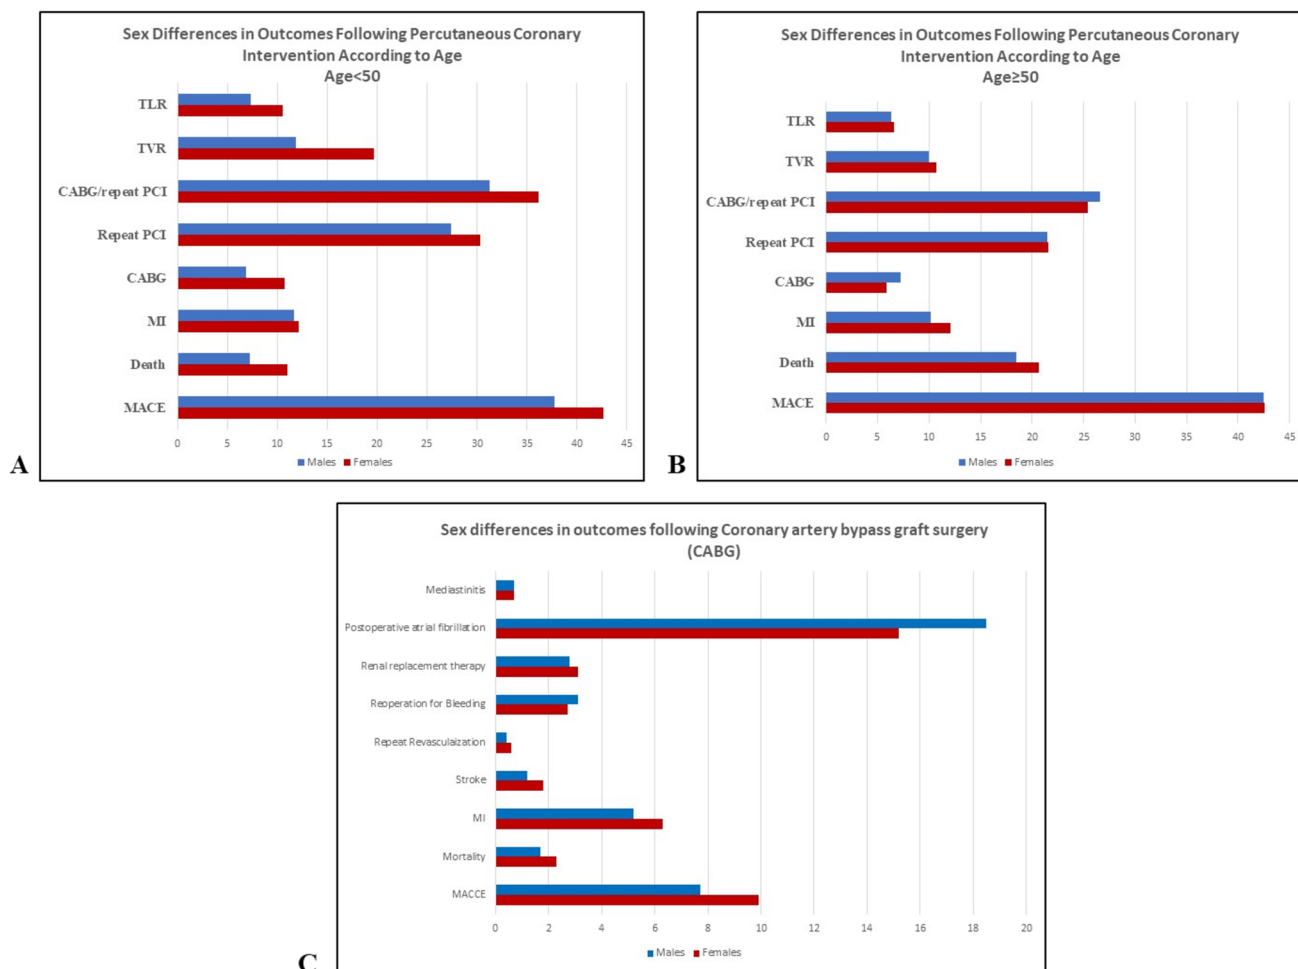 Sex Differences in Outcomes Following Percutaneous Coronary
Intervention According to Age
Age<50
TLR
TVR
CABG/repeat PCI
Repeat PCI
CABG
MI
Death
MACE
0 5 10 15 20 25 30 35 40 45
Males Females
A
Sex Differences in Outcomes Following Percutaneous Coronary
Intervention According to Age
Age≥50
TLR
TVR
CABG/repeat PCI
Repeat PCI
CABG
MI
Death
MACE
0 5 10 15 20 25 30 35 40 45
Males Females
B
Sex differences in outcomes following Coronary artery bypass graft surgery
(CABG)
Mediastinitis
Postoperative atrial fibrillation
Renal replacement therapy
Reoperation for Bleeding
Repeat Revasculaization
Stroke
MI
Mortality
MACCE
0 2 4 6 8 10 12 14 16 18 20
Males Females
C